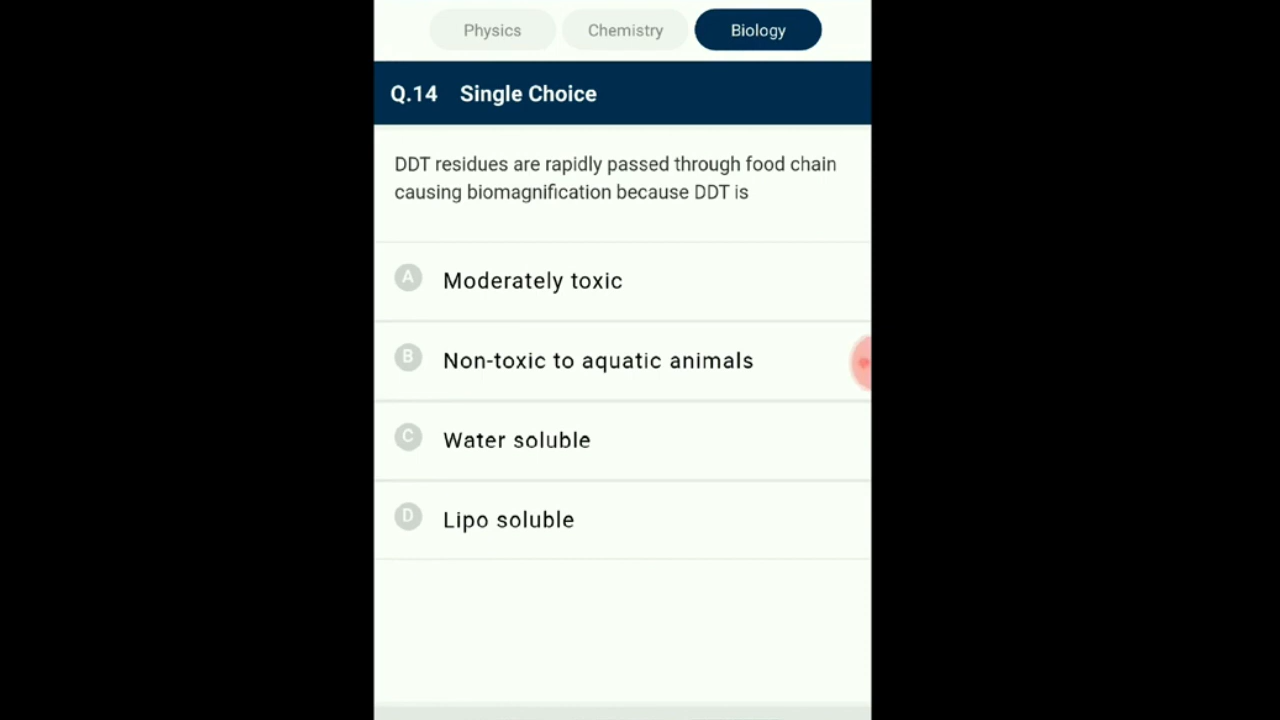 Physics Chemistry Biology
Q.14 Single Choice
DDT residues are rapidly passed through food chain
causing biomagnification because DDT is
A Moderately toxic
B Non-toxic to aquatic animals
C Water soluble
D Lipo soluble